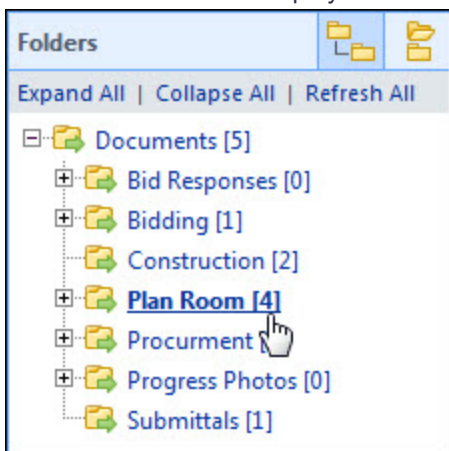 Folders
Expand All | Collapse All | Refresh All
Documents [5]
Bid Responses [0]
Bidding [1]
Construction [2]
Plan Room [4]
Procurment [
Progress Photos [0]
Submittals [1]